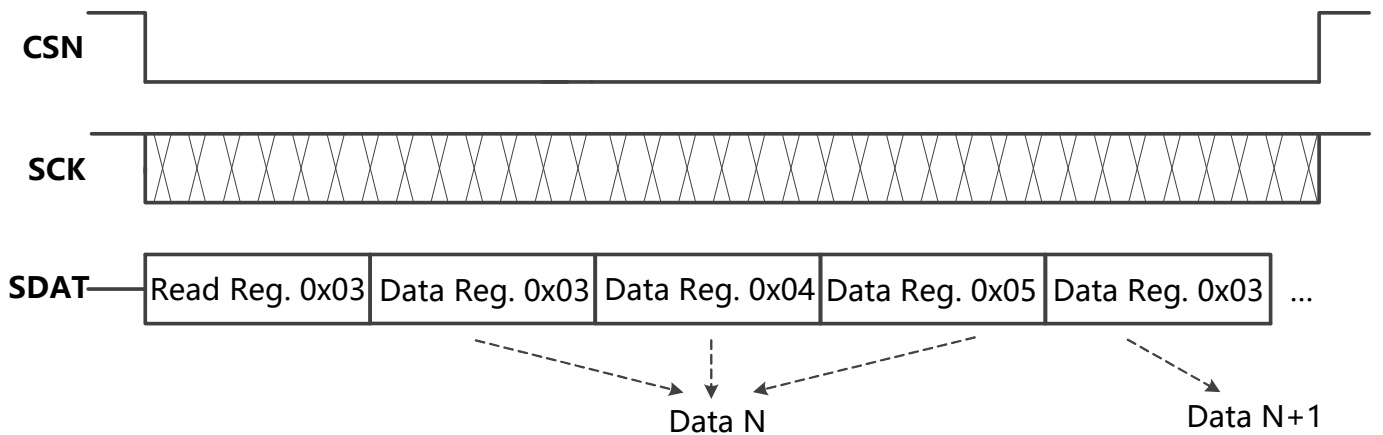 CSN
SCK
SDAT Read Reg. 0x03 Data Reg. 0x03 Data Reg. 0x04 Data Reg. 0x05 Data Reg. 0x03 ...
Data N Data N+1